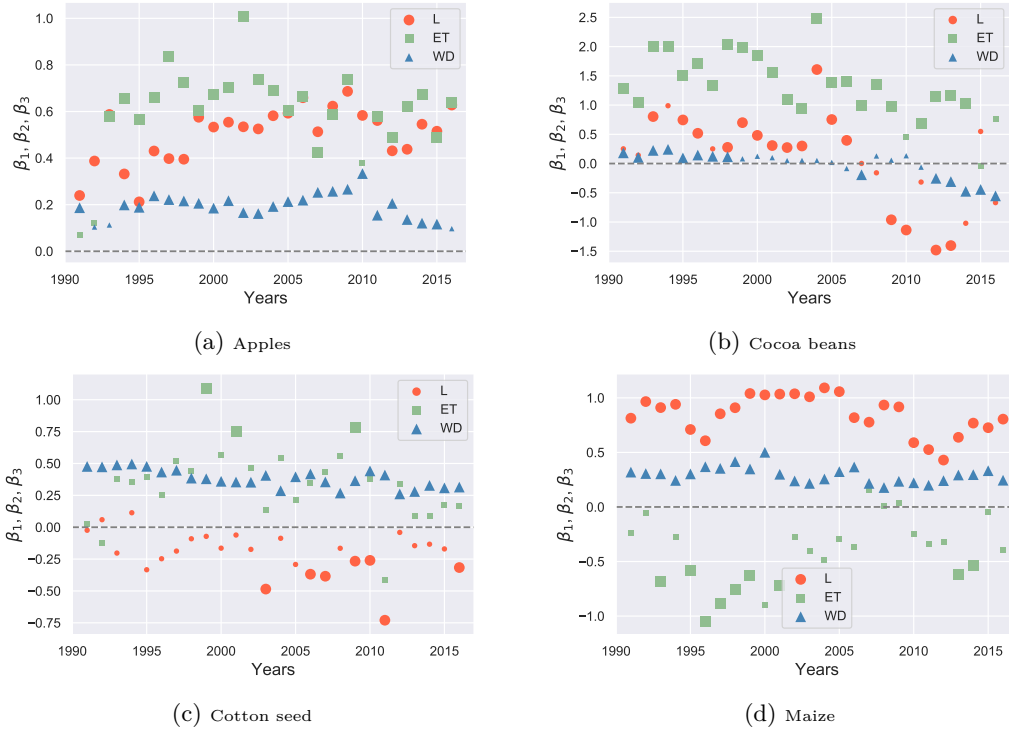 1.0
0.8
0.6
0.4
0.2
0.0
β₁, β₂, β₃
L
ET
WD
1990 1995 2000 2005 2010 2015
Years
(a) Apples
2.5
2.0
1.5
1.0
0.5
0.0
−0.5
−1.0
−1.5
β₁, β₂, β₃
L
ET
WD
1990 1995 2000 2005 2010 2015
Years
(b) Cocoa beans
1.00
0.75
0.50
0.25
0.00
−0.25
−0.50
−0.75
β₁, β₂, β₃
L
ET
WD
1990 1995 2000 2005 2010 2015
Years
(c) Cotton seed
1.0
0.5
0.0
−0.5
−1.0
β₁, β₂, β₃
L
ET
WD
1990 1995 2000 2005 2010 2015
Years
(d) Maize